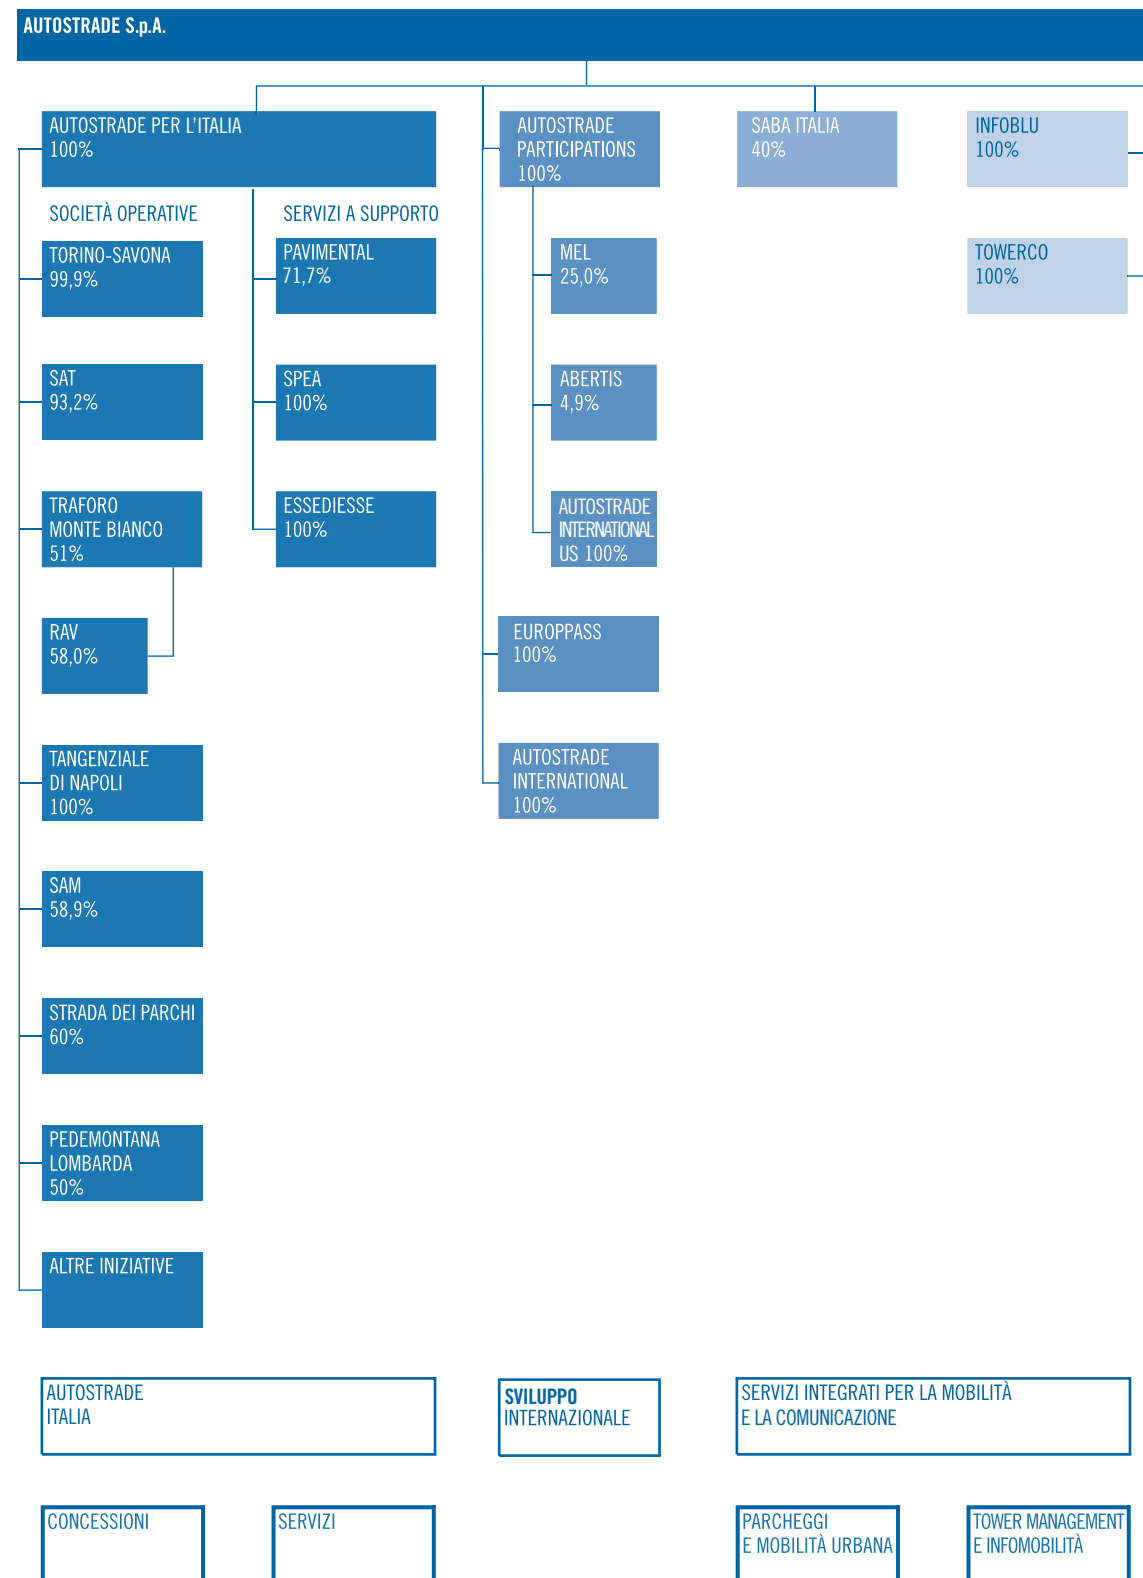 AUTOSTRADE S.p.A.
AUTOSTRADE PER L'ITALIA
100%
SOCIETÀ OPERATIVE
TORINO-SAVONA
99,9%
SAT
93,2%
TRAFORO
MONTE BIANCO
51%
RAV
58,0%
TANGENZIALE
DI NAPOLI
100%
SAM
58,9%
STRADA DEI PARCHI
60%
PEDEMONTANA
LOMBARDA
50%
ALTRE INIZIATIVE
SERVIZI A SUPPORTO
PAVIMENTAL
71,7%
SPEA
100%
ESSEDIESSE
100%
AUTOSTRADE
PARTICIPATIONS
100%
MEL
25,0%
ABERTIS
4,9%
AUTOSTRADE
INTERNATIONAL
US 100%
EUROPPASS
100%
AUTOSTRADE
INTERNATIONAL
100%
SABA ITALIA
40%
INFOBLU
100%
TOWERCO
100%
AUTOSTRADE
ITALIA
SVILUPPO
INTERNAZIONALE
SERVIZI INTEGRATI PER LA MOBILITÀ
E LA COMUNICAZIONE
CONCESSIONI
SERVIZI
PARCHEGGI
E MOBILITÀ URBANA
TOWER MANAGEMENT
E INFOMOBILITÀ